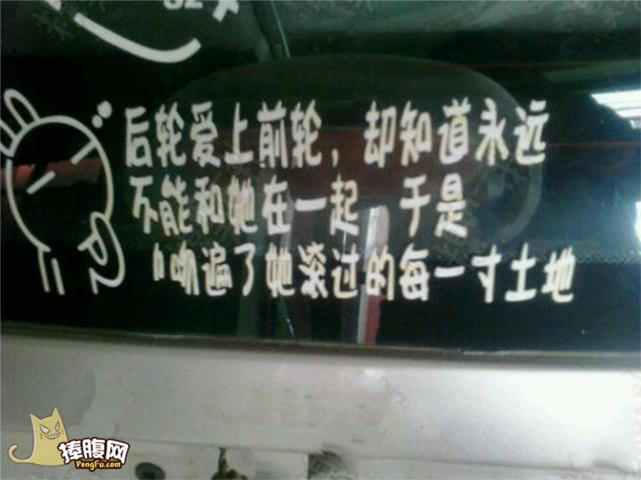 后轮爱上前轮，却知道永远
不能和她在一起 于是
吻遍了她滚过的每一寸土地
捧腹网
PengFu.com